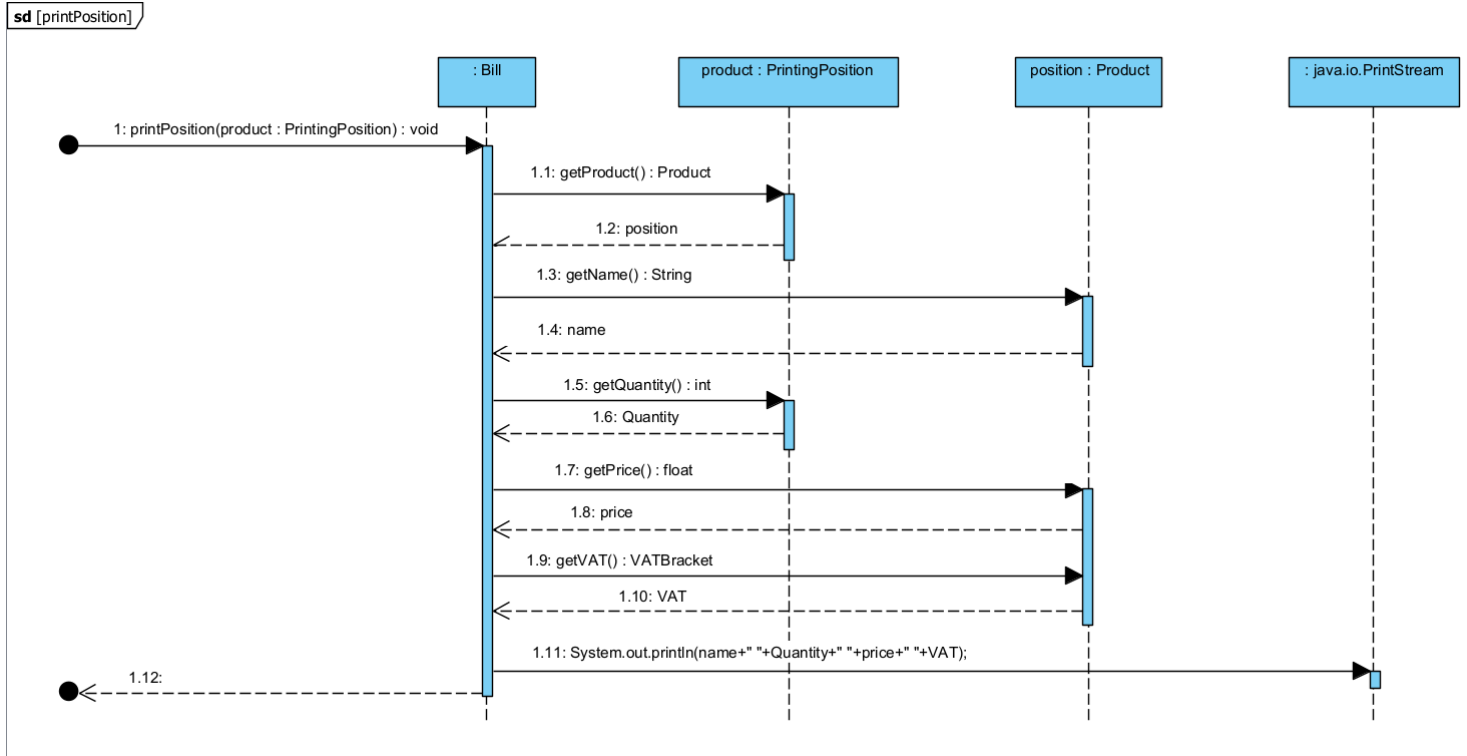 sd [printPosition]
: Bill
product : PrintingPosition
position : Product
: java.io.PrintStream
1: printPosition(product : PrintingPosition) : void
1.1: getProduct() : Product
1.2: position
1.3: getName() : String
1.4: name
1.5: getQuantity() : int
1.6: Quantity
1.7: getPrice() : float
1.8: price
1.9: getVAT() : VATBracket
1.10: VAT
1.11: System.out.println(name+" "+Quantity+" "+price+" "+VAT);
1.12: